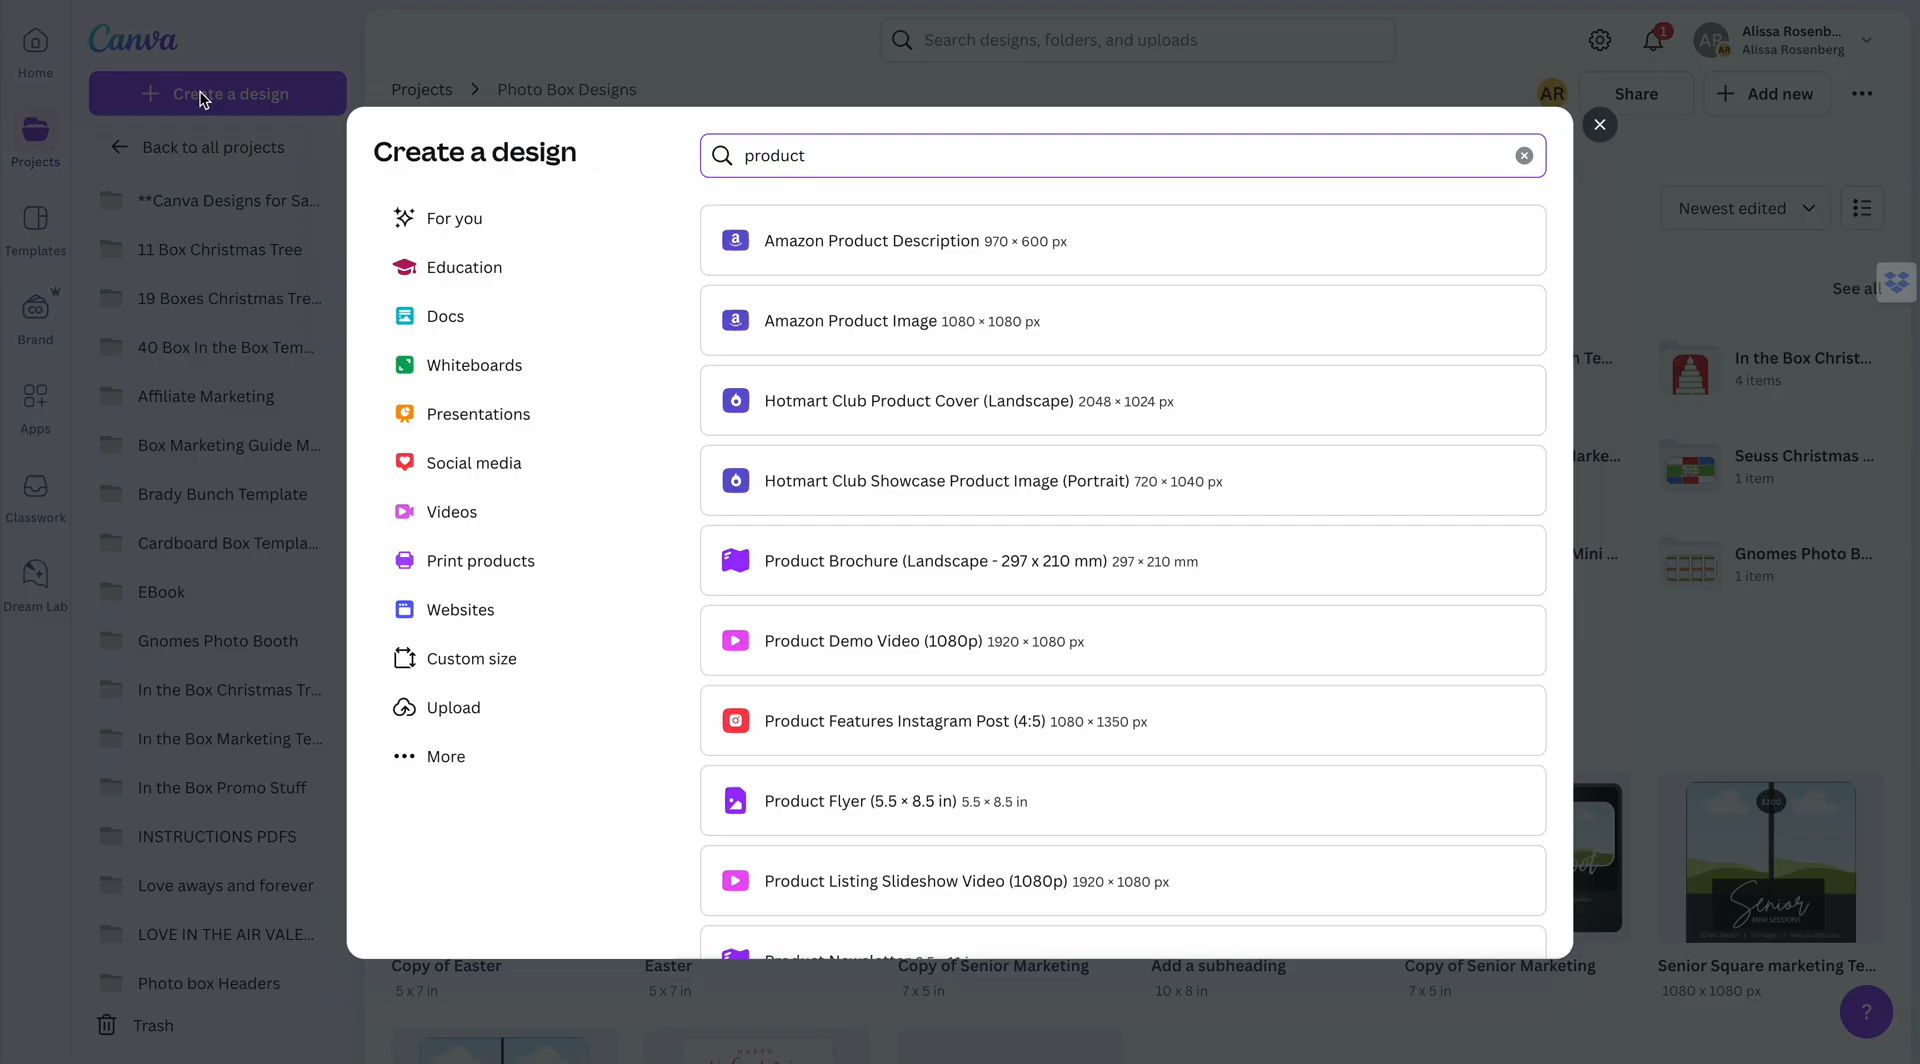 Home
Projects
Templates
Brand
Apps
Classwork
Dream Lab
Canva
Create a design
Back to all projects
**Canva Designs for Sa...
11 Box Christmas Tree
19 Boxes Christmas Tre...
40 Box In the Box Tem...
Affiliate Marketing
Box Marketing Guide M...
Brady Bunch Template
Cardboard Box Templa...
EBook
Gnomes Photo Booth
In the Box Christmas Tr...
In the Box Marketing Te...
In the Box Promo Stuff
INSTRUCTIONS PDFS
Love aways and forever
LOVE IN THE AIR VALE...
Photo box Headers
Trash
Search designs, folders, and uploads
1
AR
AR
Alissa Rosenb...
Alissa Rosenberg
Projects
Photo Box Designs
AR
Share
Add new
Newest edited
See all
Create a design
product
For you
Education
Docs
Whiteboards
Presentations
Social media
Videos
Print products
Websites
Custom size
Upload
More
Amazon Product Description 970 × 600 px
Amazon Product Image 1080 × 1080 px
Hotmart Club Product Cover (Landscape) 2048 × 1024 px
Hotmart Club Showcase Product Image (Portrait) 720 × 1040 px
Product Brochure (Landscape - 297 x 210 mm) 297 × 210 mm
Product Demo Video (1080p) 1920 × 1080 px
Product Features Instagram Post (4:5) 1080 × 1350 px
Product Flyer (5.5 × 8.5 in) 5.5 × 8.5 in
Product Listing Slideshow Video (1080p) 1920 × 1080 px
Product Newsletter
Te...
In the Box Christ...
4 items
Seuss Christmas ...
1 item
Mini ...
Gnomes Photo B...
1 item
$200
Senior
MINI SESSIONS
Copy of Easter
5 x 7 in
Easter
5 x 7 in
Copy of Senior Marketing
7 x 5 in
Add a subheading
10 x 8 in
Copy of Senior Marketing
7 x 5 in
Senior Square marketing Te...
1080 x 1080 px
HAPPY
?